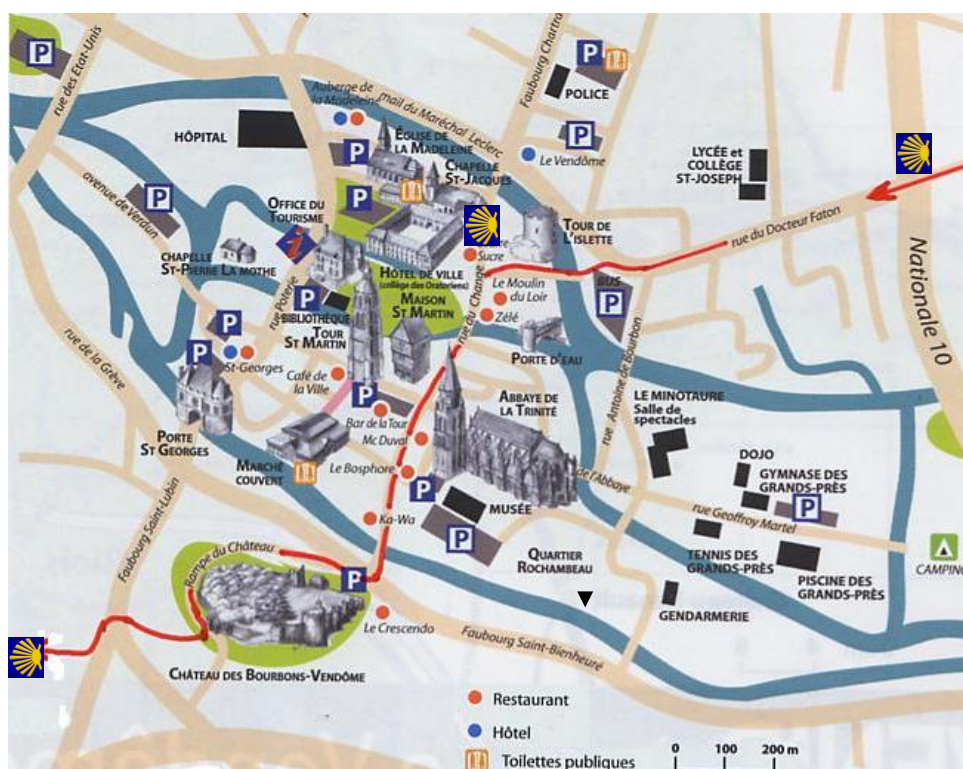 P
rue des Etat-Unis
Faubourg Chartra
P
POLICE
Auberge de
la Madeleine
mail du Maréchal Leclerc
HÔPITAL
P
ÉGLISE DE
LA MADELEINE
CHAPELLE
ST-JACQUES
P
Le Vendôme
LYCÉE et
COLLÈGE
ST-JOSEPH
avenue de Verdun
P
OFFICE DU
TOURISME
i
P
TOUR DE
L'ISLETTE
rue du Docteur Faton
Sucre
CHAPELLE
ST-PIERRE LA MOTHE
HÔTEL DE VILLE
(collège des Oratoriens)
MAISON
ST MARTIN
rue du Change
Le Moulin
du Loir
Zélé
BUS
P
Nationale 10
rue Poterie
P
BIBLIOTHÈQUE
TOUR
ST MARTIN
PORTE D'EAU
rue Antoine de Bourbon
rue de la Grève
P
P
St-Georges
Café de
la Ville
P
Bar de la Tour
Mc Duval
ABBAYE DE
LA TRINITÉ
LE MINOTAURE
Salle de
spectacles
PORTE
ST GEORGES
MARCHÉ
COUVERT
Le Bosphore
P
de l'Abbaye
DOJO
GYMNASE DES
GRANDS-PRÈS
P
MUSÉE
rue Geoffroy Martel
Ka-Wa
P
Faubourg Saint-Lubin
Rampe du Château
P
QUARTIER
ROCHAMBEAU
TENNIS DES
GRANDS-PRÈS
PISCINE DES
GRANDS-PRÈS
CAMPING
GENDARMERIE
Le Crescendo
Faubourg Saint-Bienheuré
CHÂTEAU DES BOURBONS-VENDÔME
Restaurant
Hôtel
Toilettes publiques
0 100 200 m